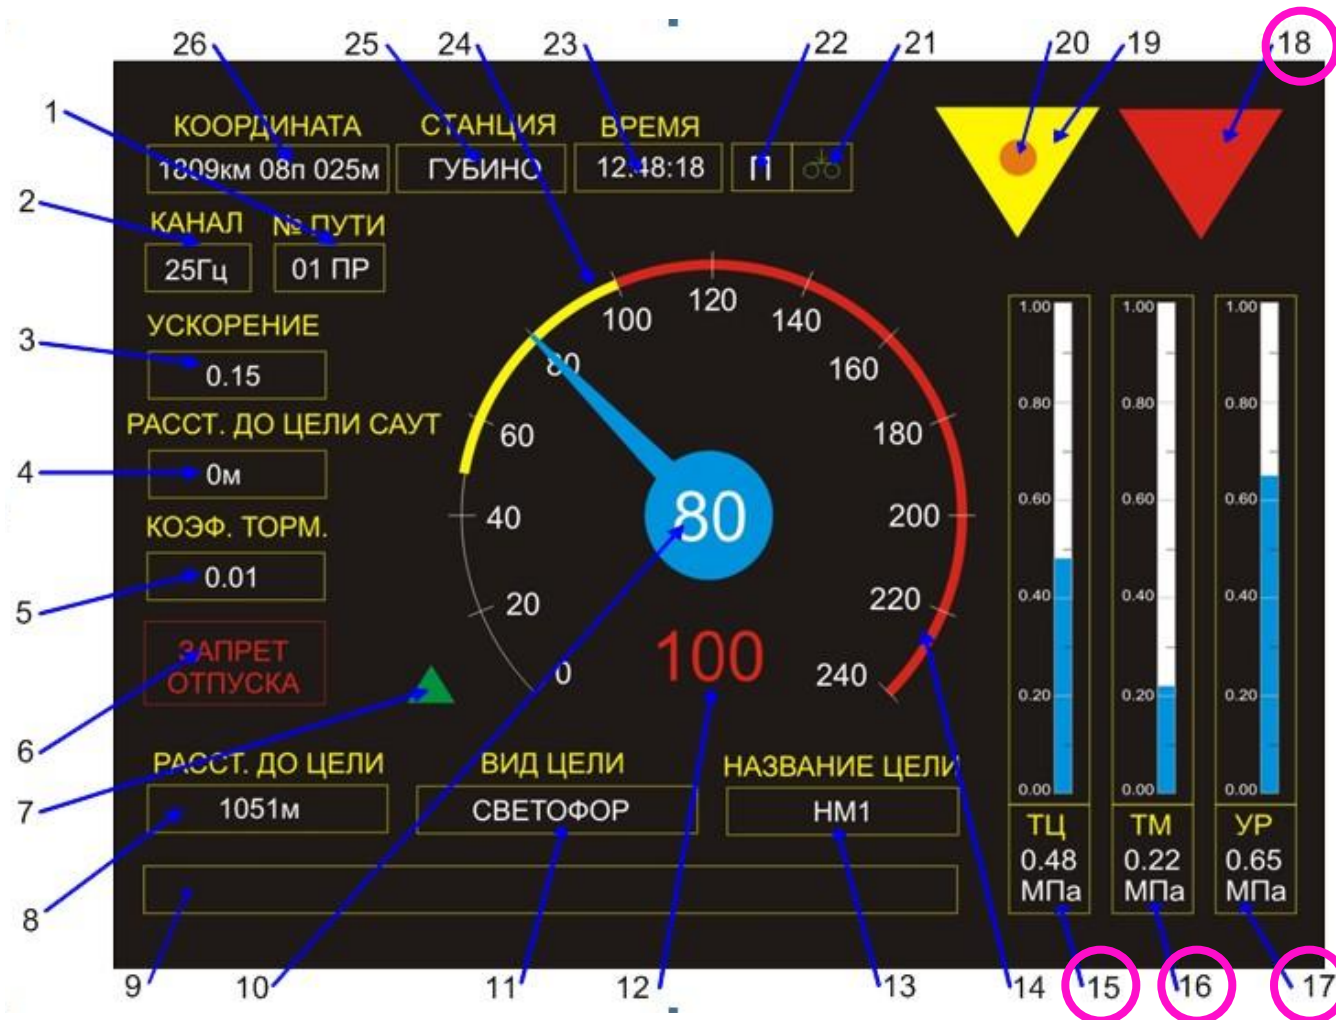 26 25 24 23 22 21 20 19 18
1
КООРДИНАТА СТАНЦИЯ ВРЕМЯ
1809км 08п 025м ГУБИНО 12:48:18 П
2
КАНАЛ № ПУТИ
25Гц 01 ПР
3
УСКОРЕНИЕ
0.15
РАССТ. ДО ЦЕЛИ САУТ
4
0м
КОЭФ. ТОРМ.
0.01
5
ЗАПРЕТ
ОТПУСКА
6
0
20
40
60
80
100
120
140
160
180
200
220
240
80
100
1.00 1.00 1.00
0.80 0.80 0.80
0.60 0.60 0.60
0.40 0.40 0.40
0.20 0.20 0.20
0.00 0.00 0.00
ТЦ ТМ УР
0.48 0.22 0.65
МПа МПа МПа
РАССТ. ДО ЦЕЛИ ВИД ЦЕЛИ НАЗВАНИЕ ЦЕЛИ
7
1051м СВЕТОФОР НМ1
8
9 10 11 12 13 14 15 16 17